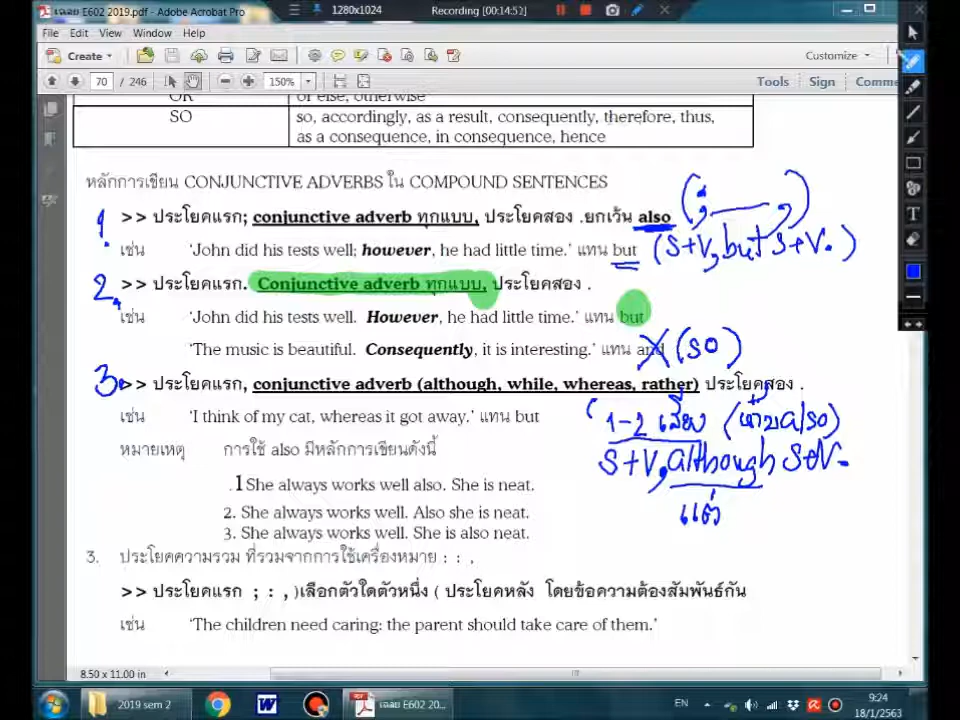 เฉลย E602 2019.pdf - Adobe Acrobat Pro
1280x1024
Recording [00:14:51]
File Edit View Window Help
Create
Customize
70 / 246
150%
Tools Sign Comme
OR or else, otherwise
SO so, accordingly, as a result, consequently, therefore, thus,
as a consequence, in consequence, hence
หลักการเขียน CONJUNCTIVE ADVERBS ใน COMPOUND SENTENCES
1. >> ประโยคแรก; conjunctive adverb ทุกแบบ, ประโยคสอง .ยกเว้น also ( ; , )
เช่น 'John did his tests well; however, he had little time.' แทน but (S+V, but S+V. )
2. >> ประโยคแรก. Conjunctive adverb ทุกแบบ, ประโยคสอง .
เช่น 'John did his tests well. However, he had little time.' แทน but
'The music is beautiful. Consequently, it is interesting.' แทน and (so)
3. >> ประโยคแรก, conjunctive adverb (although, while, whereas, rather) ประโยคสอง .
เช่น 'I think of my cat, whereas it got away.' แทน but
1-2 (ห้าม also)
หมายเหตุ การใช้ also มีหลักการเขียนดังนี้
S+V, although S+V.
.1 She always works well also. She is neat.
แต่
2. She always works well. Also she is neat.
3. She always works well. She is also neat.
3. ประโยคความรวม ที่รวมจากการใช้เครื่องหมาย : : ,
>> ประโยคแรก ; : , )เลือกตัวใดตัวหนึ่ง ( ประโยคหลัง โดยข้อความต้องสัมพันธ์กัน
เช่น 'The children need caring: the parent should take care of them.'
8.50 x 11.00 in
2019 sem 2
เฉลย E602 20...
EN
9:24
18/1/2563